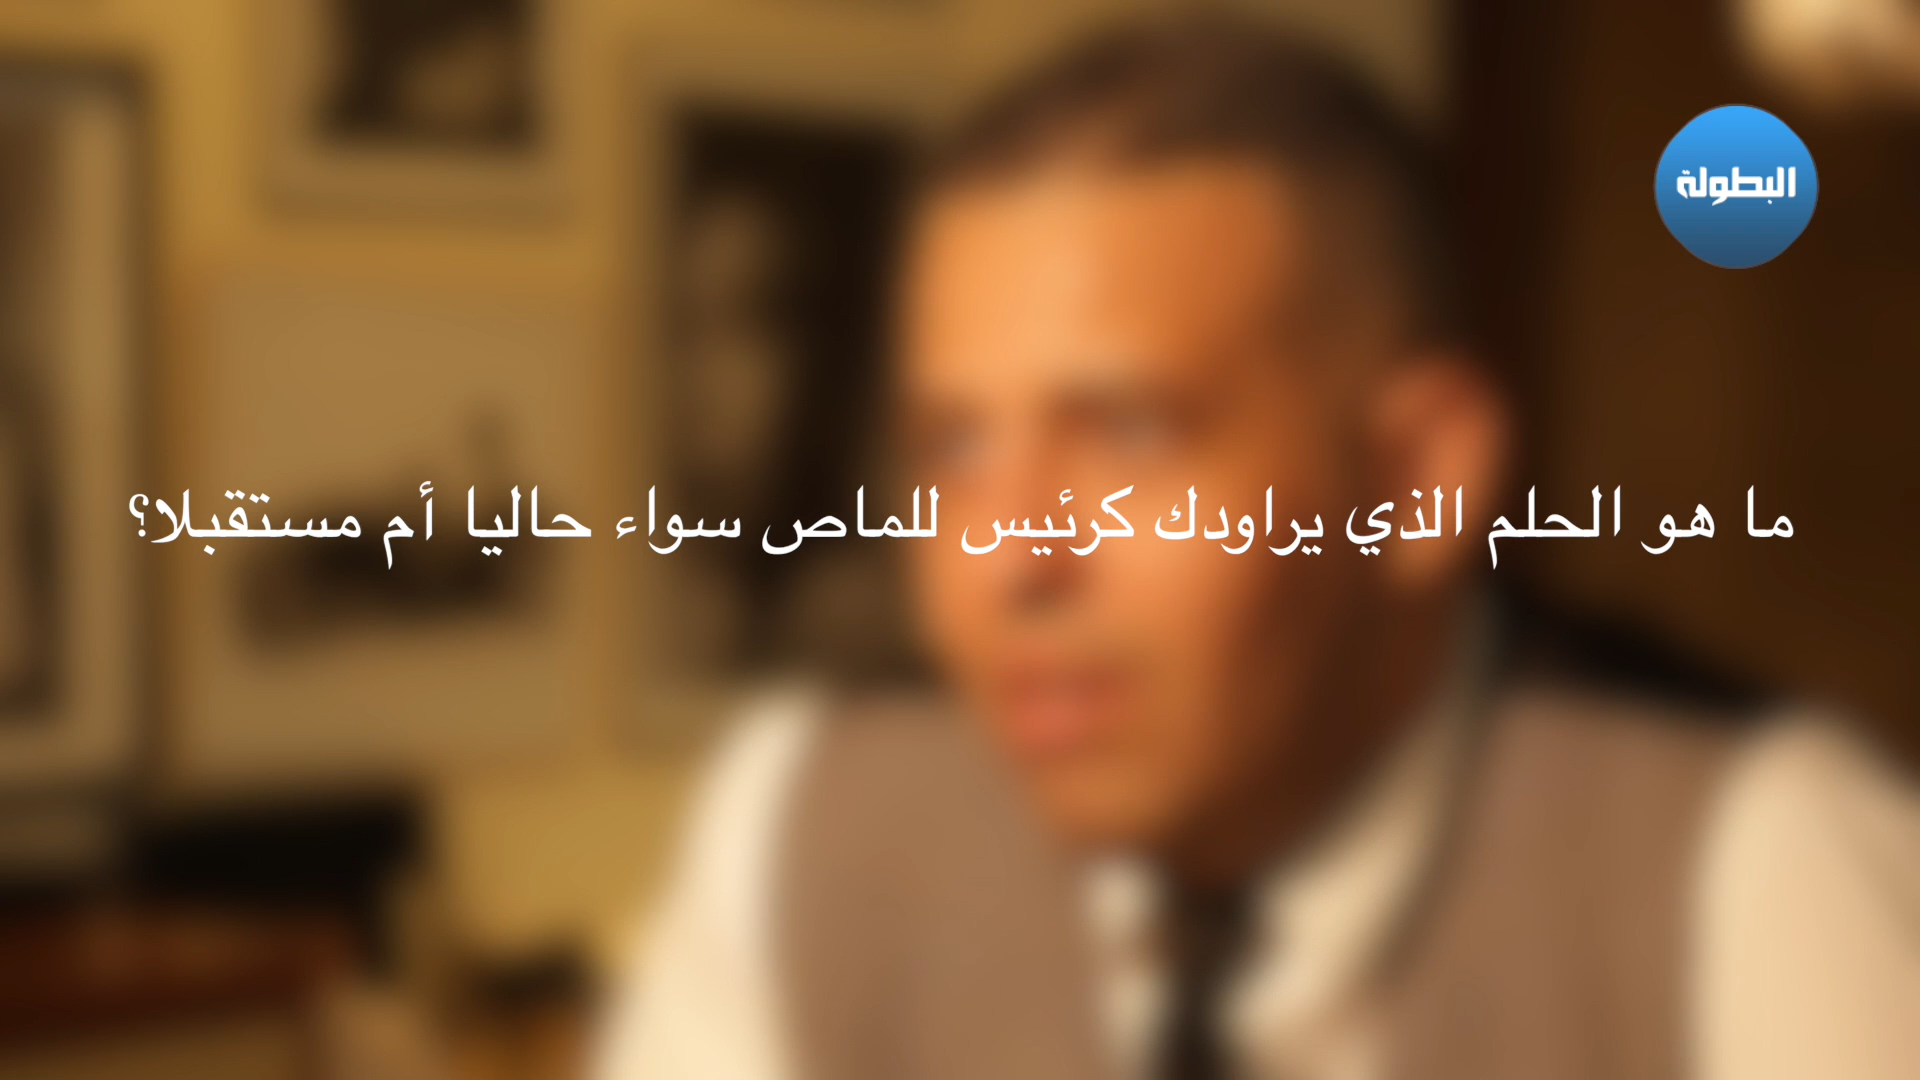 البطولة
ما هو الحلم الذي يراودك كرئيس للماص سواء حاليا أم مستقبلا؟